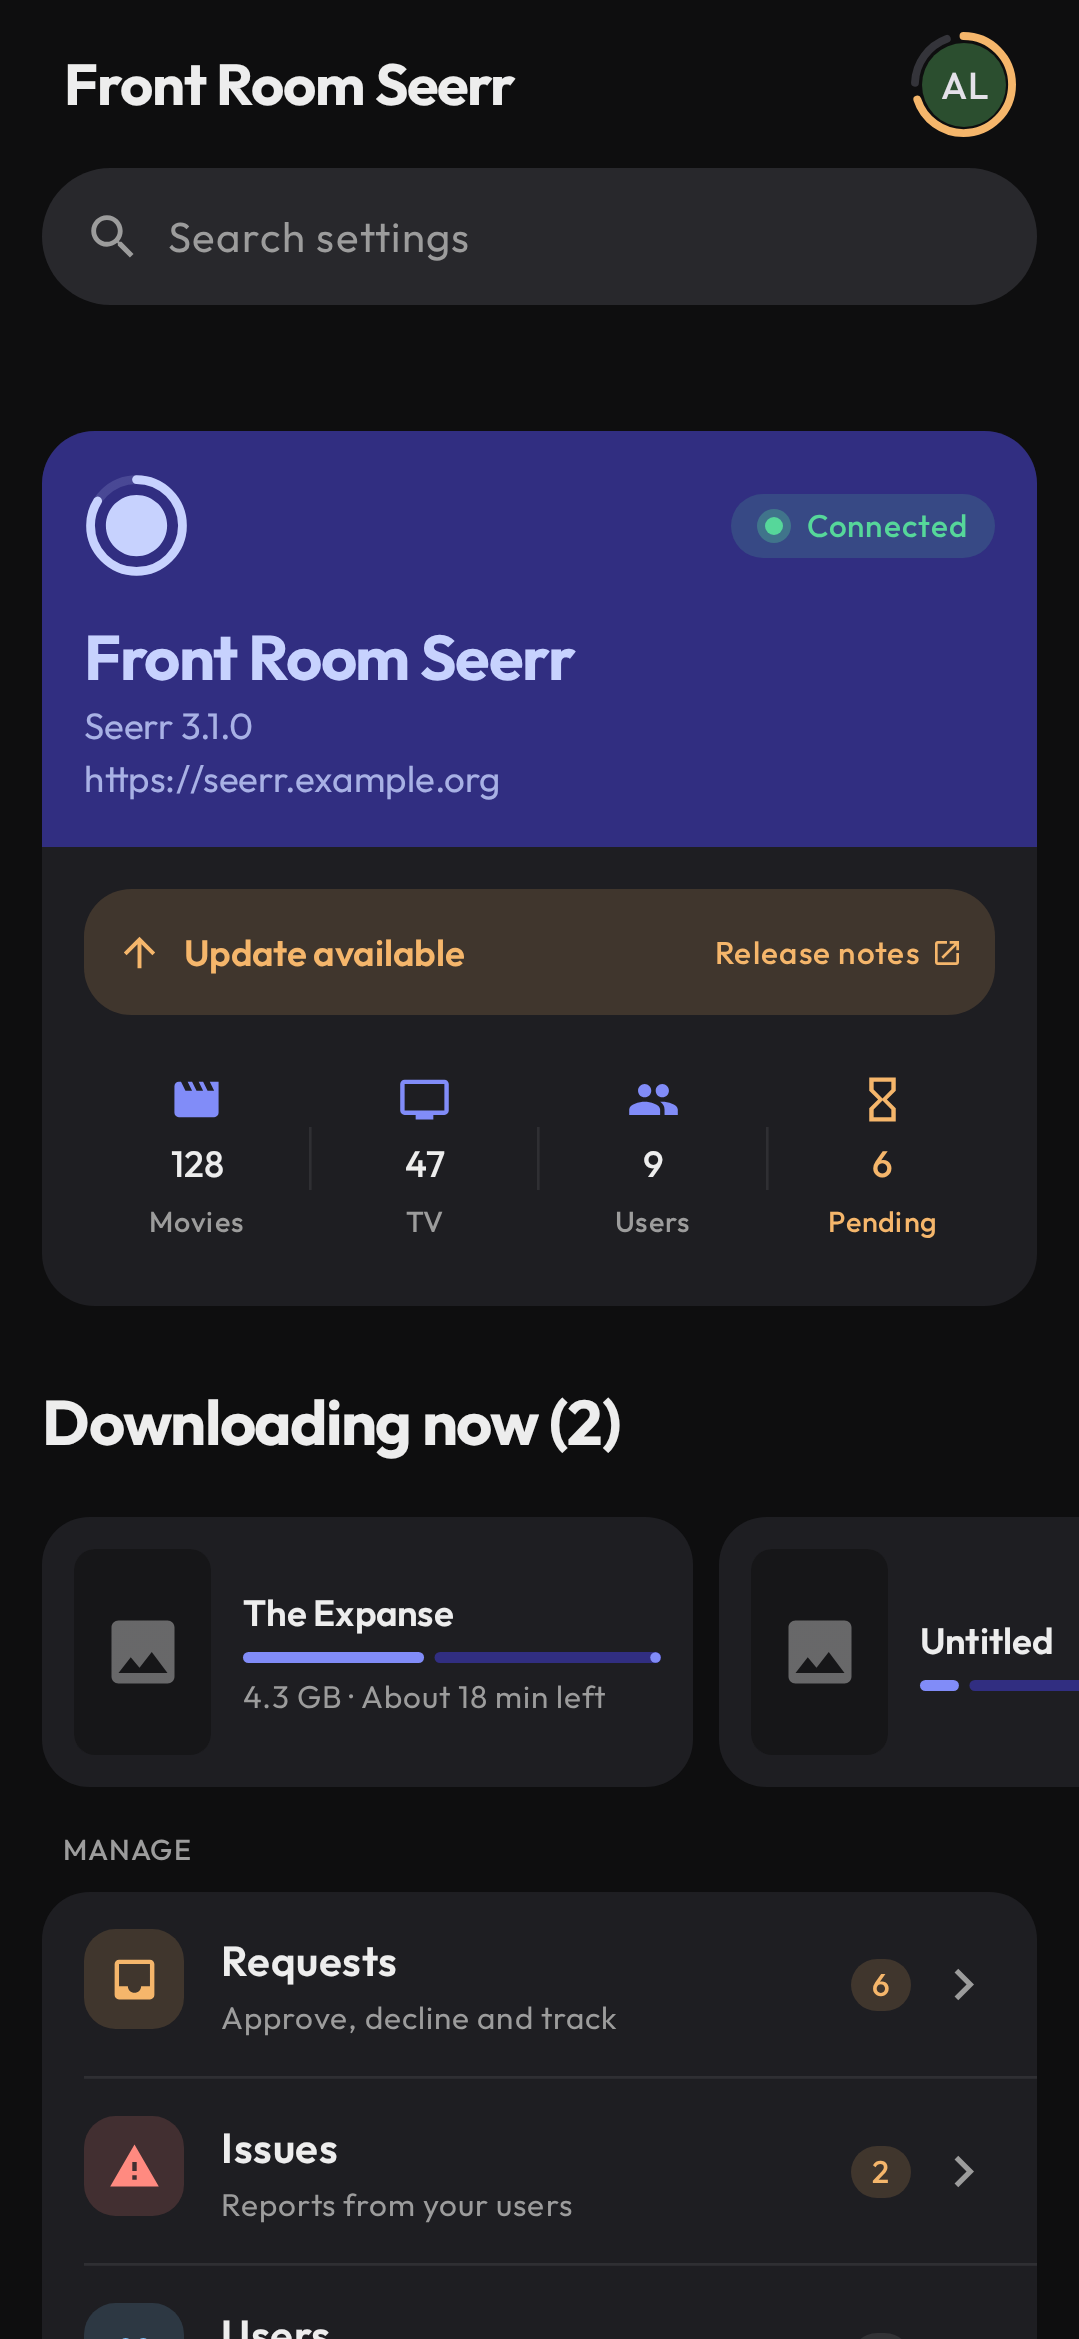 Front Room Seerr
AL
Search settings
Connected
Front Room Seerr
Seerr 3.1.0
https://seerr.example.org
Update available
Release notes
128
47
9
6
Movies
TV
Users
Pending
Downloading now (2)
The Expanse
4.3 GB · About 18 min left
Untitled
MANAGE
Requests
6
Approve, decline and track
Issues
2
Reports from your users
Users